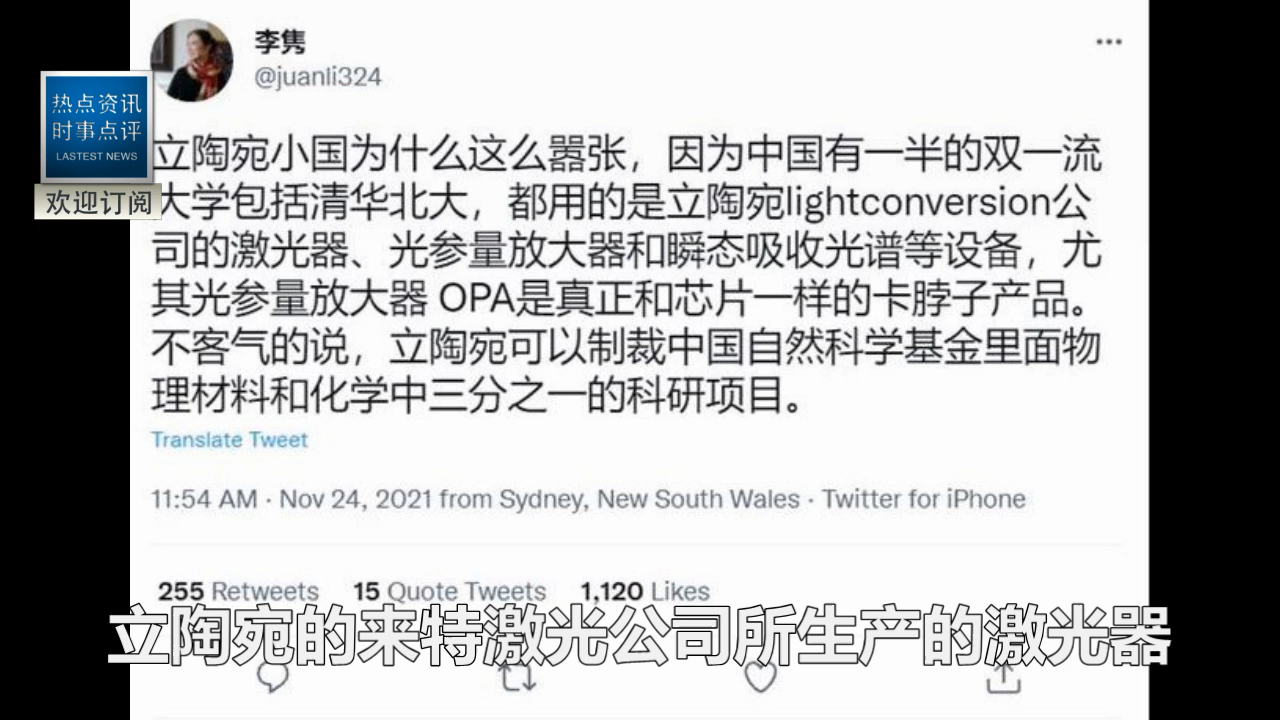 李隽
@juanli324
热点资讯
时事点评
LASTEST NEWS
欢迎订阅
立陶宛小国为什么这么嚣张，因为中国有一半的双一流
大学包括清华北大，都用的是立陶宛lightconversion公
司的激光器、光参量放大器和瞬态吸收光谱等设备，尤
其光参量放大器 OPA是真正和芯片一样的卡脖子产品。
不客气的说，立陶宛可以制裁中国自然科学基金里面物
理材料和化学中三分之一的科研项目。
Translate Tweet
11:54 AM · Nov 24, 2021 from Sydney, New South Wales · Twitter for iPhone
255 Retweets 15 Quote Tweets 1,120 Likes
立陶宛的来特激光公司所生产的激光器